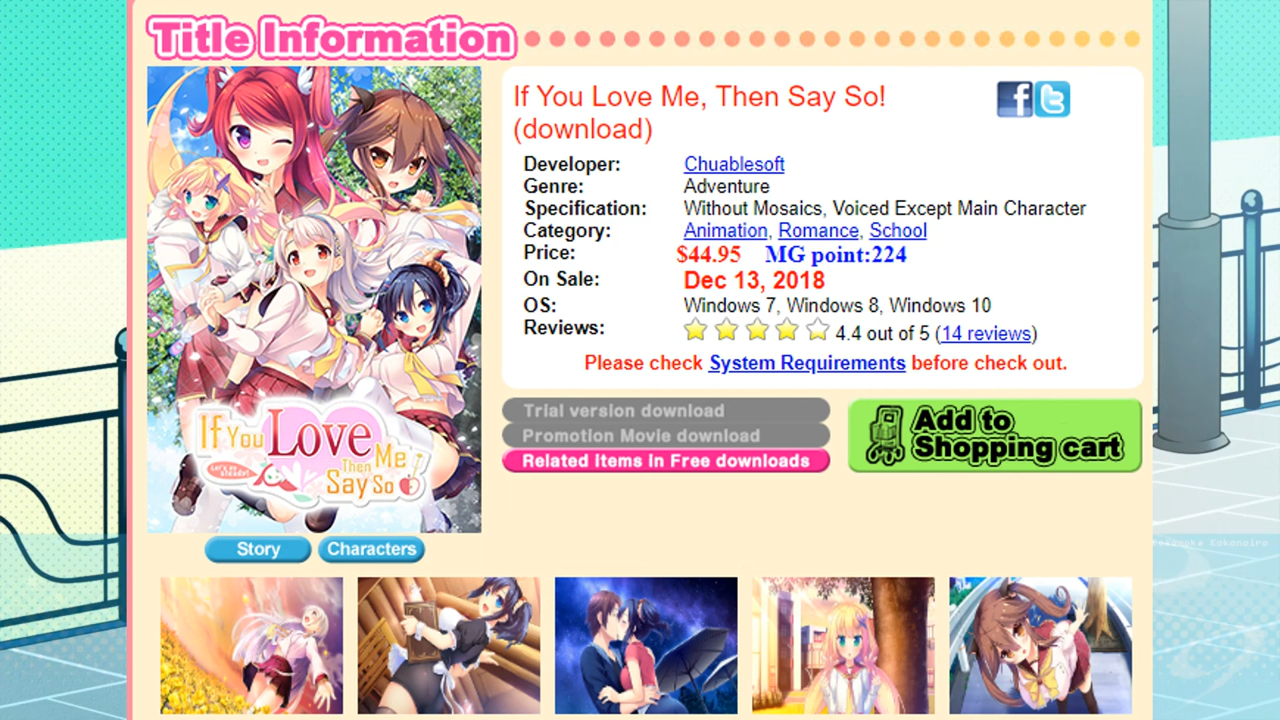 Title Information
If You Love Me, Then Say So!
(download)
f t
Developer: Chuablesoft
Genre: Adventure
Specification: Without Mosaics, Voiced Except Main Character
Category: Animation, Romance, School
Price: $44.95 MG point:224
On Sale: Dec 13, 2018
OS: Windows 7, Windows 8, Windows 10
Reviews: 4.4 out of 5 (14 reviews)
Please check System Requirements before check out.
Trial version download
Promotion Movie download
Related items in Free downloads
Add to
Shopping cart
If You Love Me
Then
Say So
Let's go
steady!
Story Characters